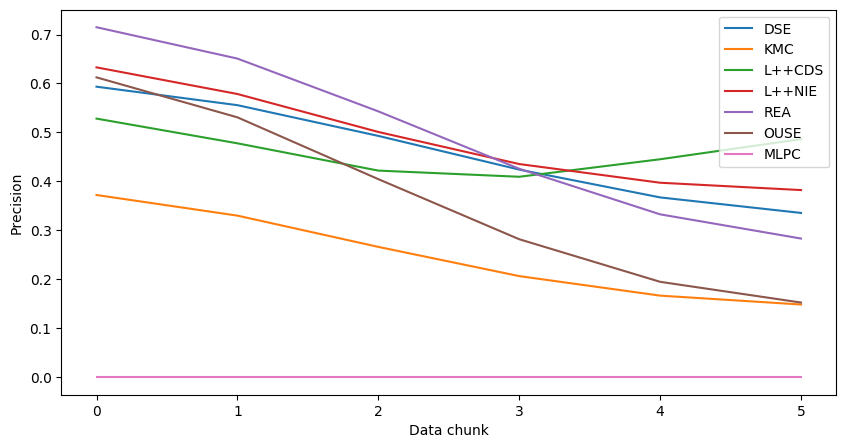 0.7
0.6
0.5
0.4
0.3
0.2
0.1
0.0
Precision
0 1 2 3 4 5
Data chunk
DSE
KMC
L++CDS
L++NIE
REA
OUSE
MLPC